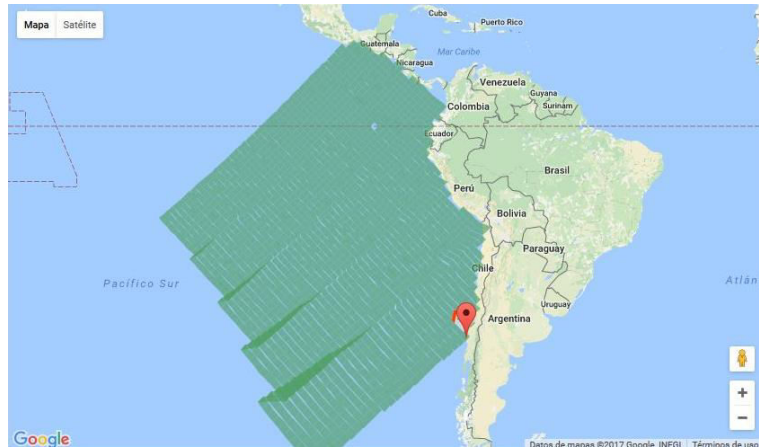 Mapa Satélite
Cuba
Puerto Rico
Guatemala
Mar Caribe
Nicaragua
Venezuela
Guyana
Colombia
Surinam
Ecuador
Brasil
Perú
Bolivia
Paraguay
Chile
Pacífico Sur
Atlán
Uruguay
Argentina
+
−
Google
Datos de mapas ©2017 Google, INEGI
Términos de uso